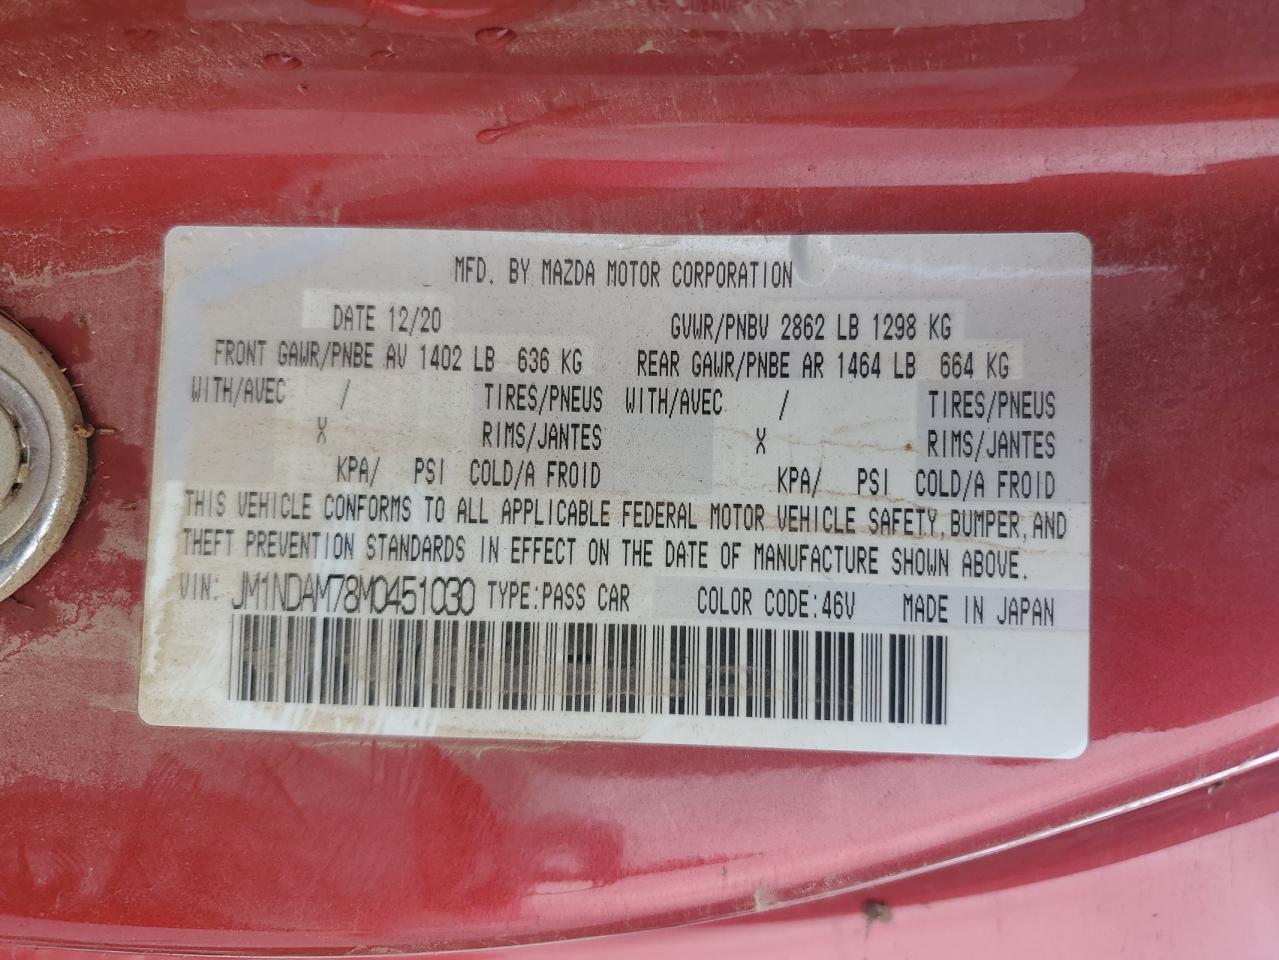 MFD. BY MAZDA MOTOR CORPORATION
DATE 12/20 GVWR/PNBV 2862 LB 1298 KG
FRONT GAWR/PNBE AV 1402 LB 636 KG REAR GAWR/PNBE AR 1464 LB 664 KG
WITH/AVEC / TIRES/PNEUS WITH/AVEC / TIRES/PNEUS
X RIMS/JANTES X RIMS/JANTES
KPA/ PSI COLD/A FROID KPA/ PSI COLD/A FROID
THIS VEHICLE CONFORMS TO ALL APPLICABLE FEDERAL MOTOR VEHICLE SAFETY, BUMPER, AND
THEFT PREVENTION STANDARDS IN EFFECT ON THE DATE OF MANUFACTURE SHOWN ABOVE.
VIN: JM1NDAM78M0451030 TYPE:PASS CAR COLOR CODE:46V MADE IN JAPAN